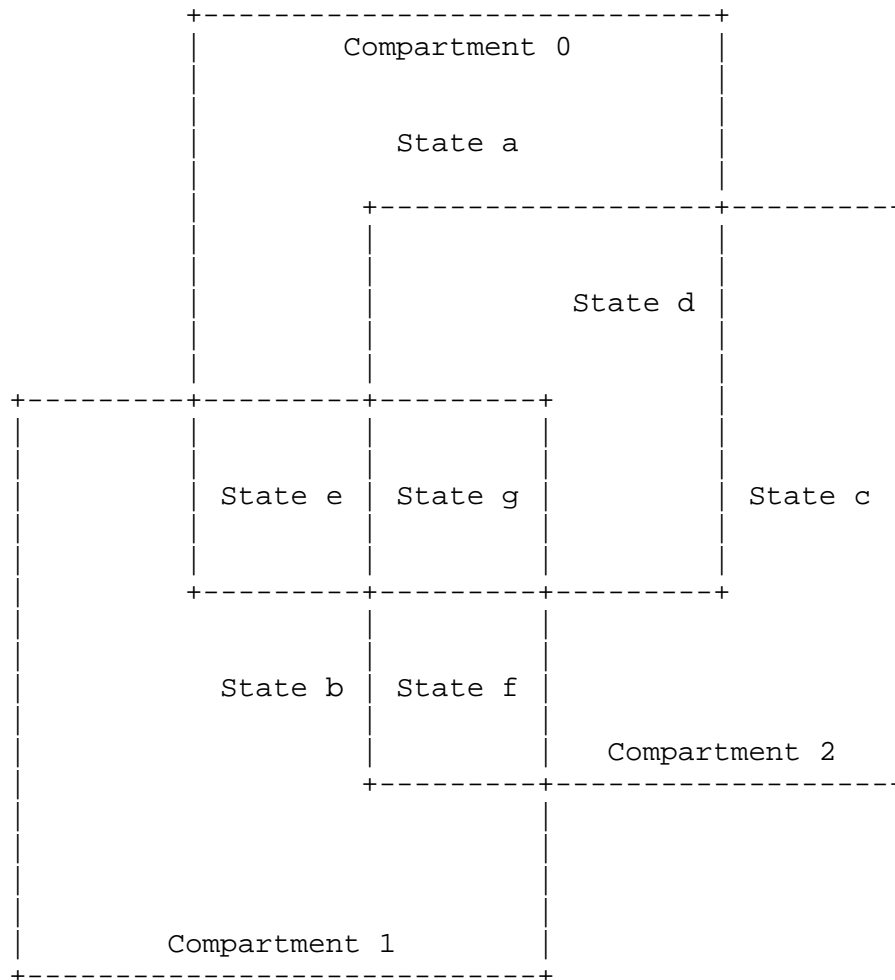 Compartment 0
State a
State d
State e State g State c
State b State f
Compartment 2
Compartment 1